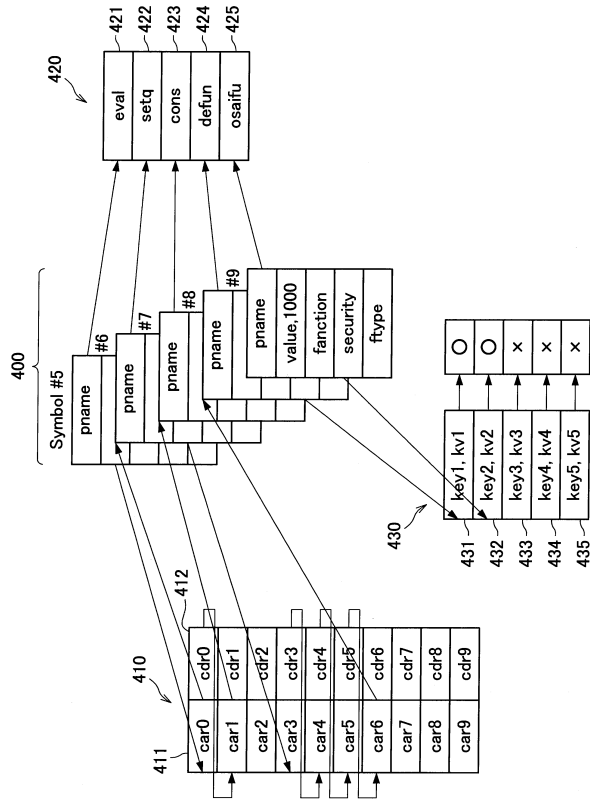 400
Symbol #5
pname
#6
pname
#7
pname
#8
pname
#9
pname
value,1000
fanction
security
ftype
420
eval
421
setq
422
cons
423
defun
424
osaifu
425
410
411
412
car0 cdr0
car1 cdr1
car2 cdr2
car3 cdr3
car4 cdr4
car5 cdr5
car6 cdr6
car7 cdr7
car8 cdr8
car9 cdr9
430
431 key1, kv1 ○
432 key2, kv2 ○
433 key3, kv3 ×
434 key4, kv4 ×
435 key5, kv5 ×